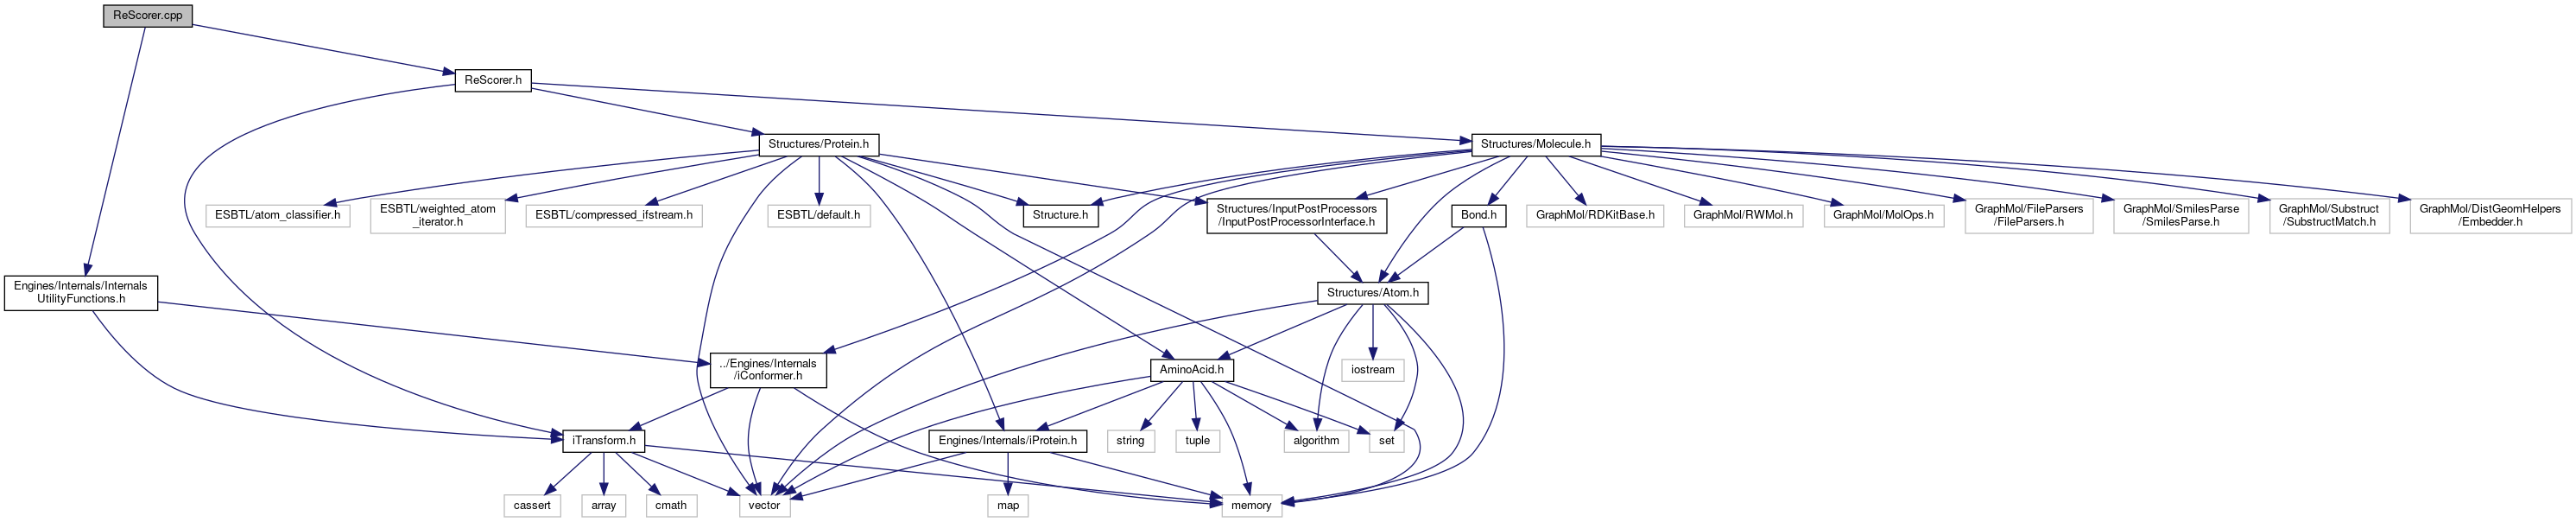 ReScorer.cpp
ReScorer.h
Structures/Protein.h
Structures/Molecule.h
ESBTL/atom_classifier.h
ESBTL/weighted_atom
_iterator.h
ESBTL/compressed_ifstream.h
ESBTL/default.h
Structure.h
Structures/InputPostProcessors
/InputPostProcessorInterface.h
Bond.h
GraphMol/RDKitBase.h
GraphMol/RWMol.h
GraphMol/MolOps.h
GraphMol/FileParsers
/FileParsers.h
GraphMol/SmilesParse
/SmilesParse.h
GraphMol/Substruct
/SubstructMatch.h
GraphMol/DistGeomHelpers
/Embedder.h
Engines/Internals/Internals
UtilityFunctions.h
Structures/Atom.h
../Engines/Internals
/iConformer.h
AminoAcid.h
iostream
iTransform.h
Engines/Internals/iProtein.h
string
tuple
algorithm
set
cassert
array
cmath
vector
map
memory